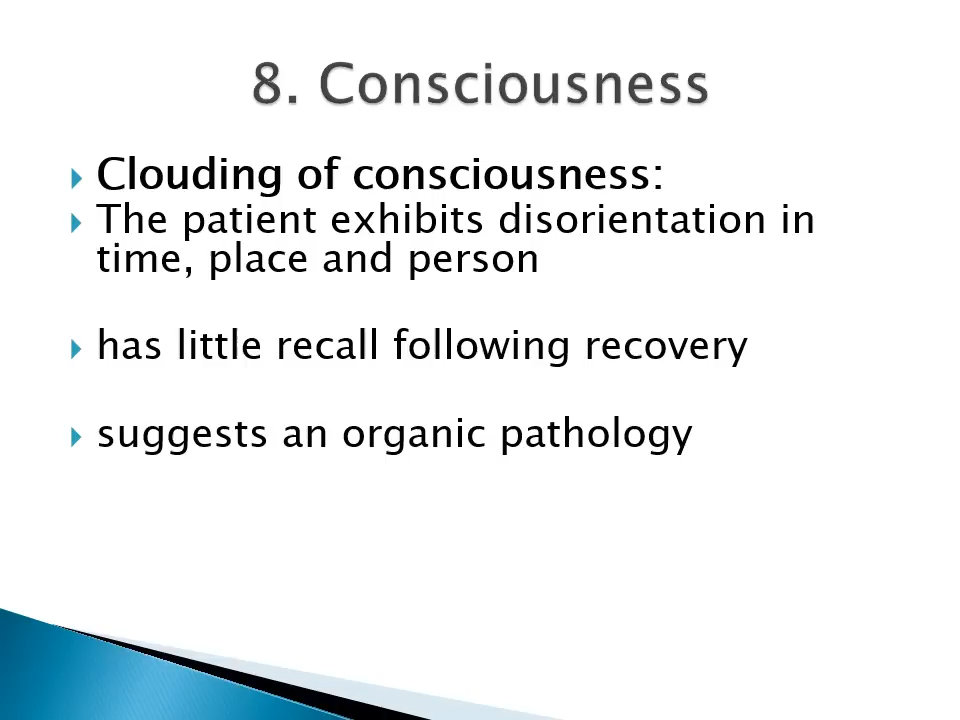 8. Consciousness
Clouding of consciousness:
The patient exhibits disorientation in
time, place and person
has little recall following recovery
suggests an organic pathology